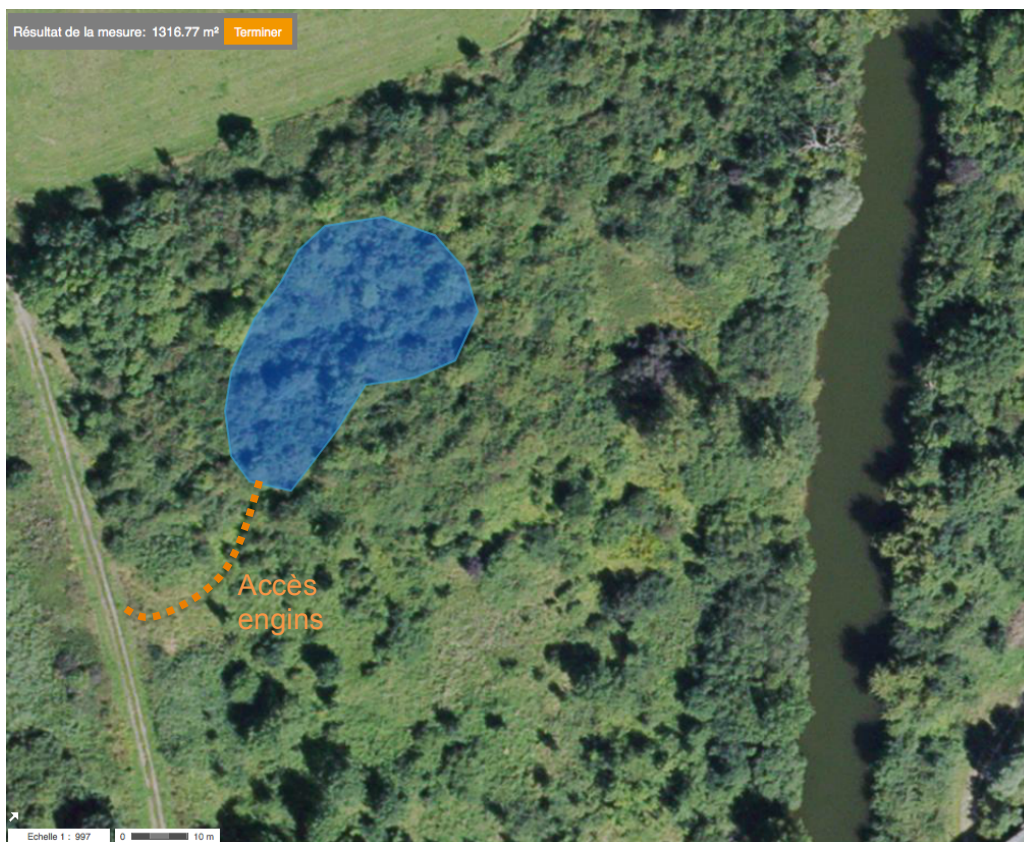 Résultat de la mesure: 1316.77 m² Terminer
Accès
engins
Echelle 1 : 997 0 10 m